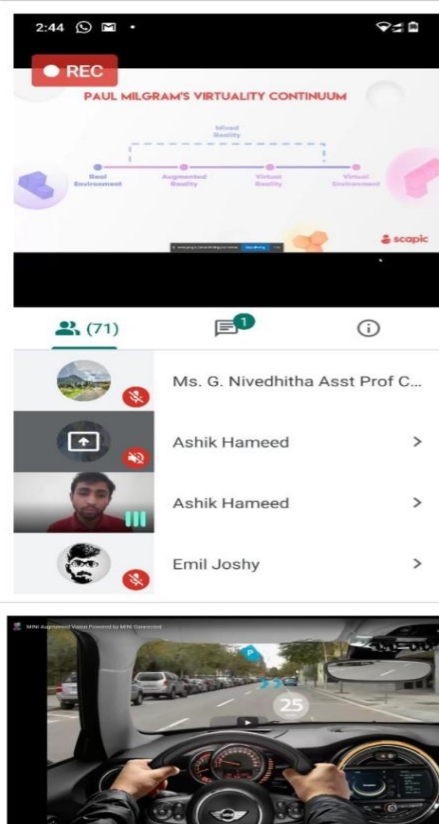 2:44
REC
PAUL MILGRAM'S VIRTUALITY CONTINUUM
Mixed
Reality
Real
Environment
Augmented
Reality
Virtual
Reality
Virtual
Environment
scapic
(71)
1
Ms. G. Nivedhitha Asst Prof C...
Ashik Hameed
Ashik Hameed
Emil Joshy
MINI Augmented Vision Powered by MINI Connected
P
25